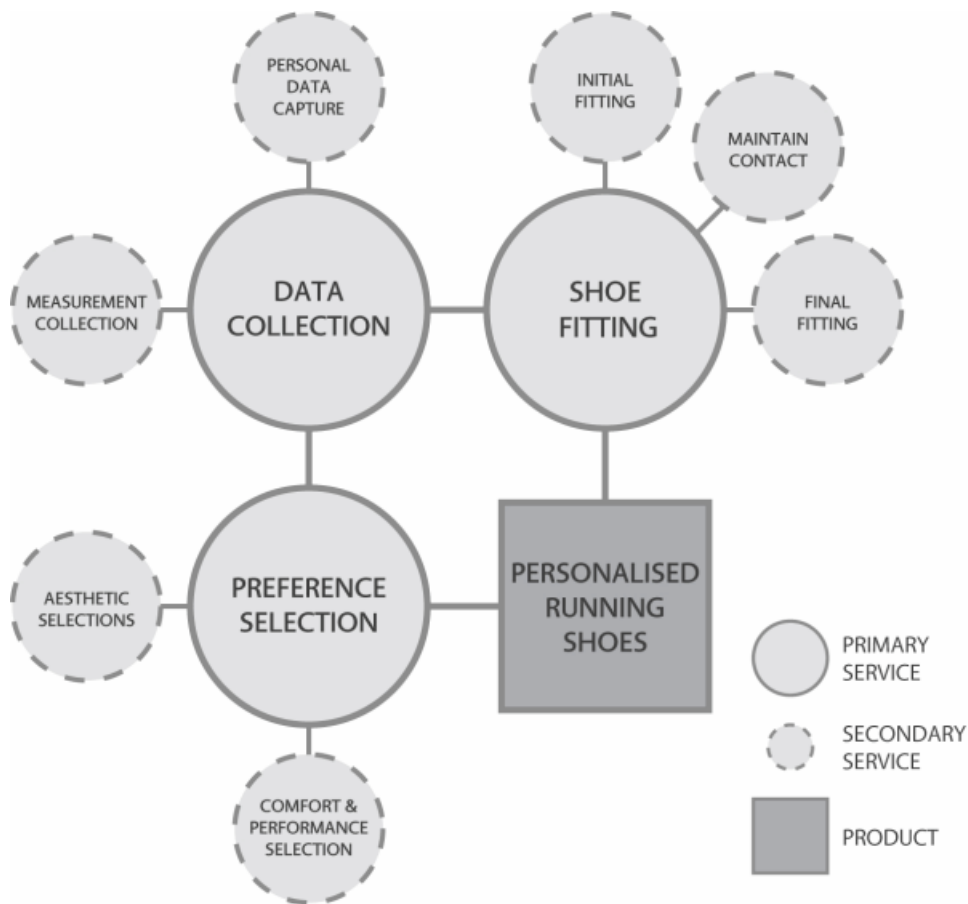 PERSONAL
DATA
CAPTURE
INITIAL
FITTING
MAINTAIN
CONTACT
MEASUREMENT
COLLECTION
DATA
COLLECTION
SHOE
FITTING
FINAL
FITTING
AESTHETIC
SELECTIONS
PREFERENCE
SELECTION
PERSONALISED
RUNNING
SHOES
COMFORT &
PERFORMANCE
SELECTION
PRIMARY
SERVICE
SECONDARY
SERVICE
PRODUCT